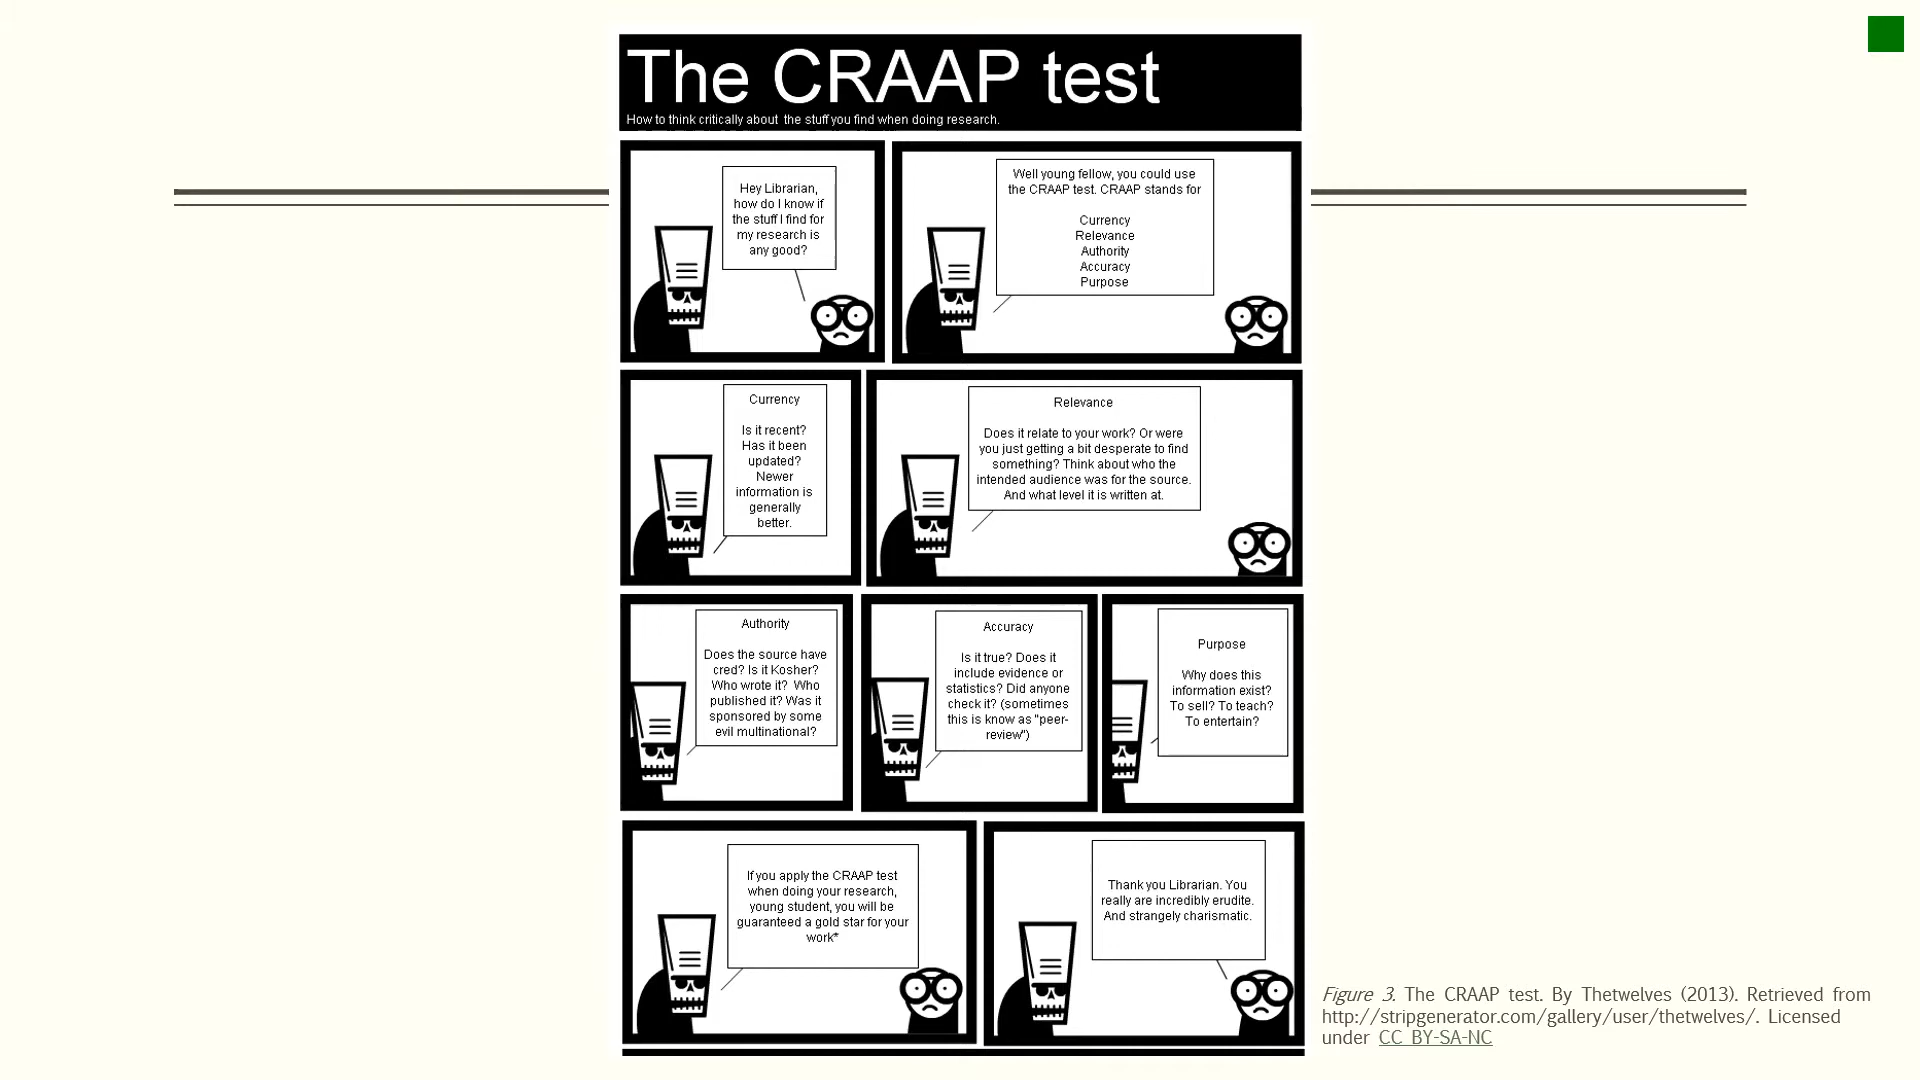 The CRAAP test
How to think critically about the stuff you find when doing research.
Hey Librarian,
how do I know if
the stuff I find for
my research is
any good?
Well young fellow, you could use
the CRAAP test. CRAAP stands for
Currency
Relevance
Authority
Accuracy
Purpose
Currency
Is it recent?
Has it been
updated?
Newer
information is
generally
better.
Relevance
Does it relate to your work? Or were
you just getting a bit desperate to find
something? Think about who the
intended audience was for the source.
And what level it is written at.
Authority
Does the source have
cred? Is it Kosher?
Who wrote it? Who
published it? Was it
sponsored by some
evil multinational?
Accuracy
Is it true? Does it
include evidence or
statistics? Did anyone
check it? (sometimes
this is know as "peer-
review")
Purpose
Why does this
information exist?
To sell? To teach?
To entertain?
If you apply the CRAAP test
when doing your research,
young student, you will be
guaranteed a gold star for your
work*
Thank you Librarian. You
really are incredibly erudite.
And strangely charismatic.
Figure 3. The CRAAP test. By Thetwelves (2013). Retrieved from
http://stripgenerator.com/gallery/user/thetwelves/. Licensed
under CC BY-SA-NC